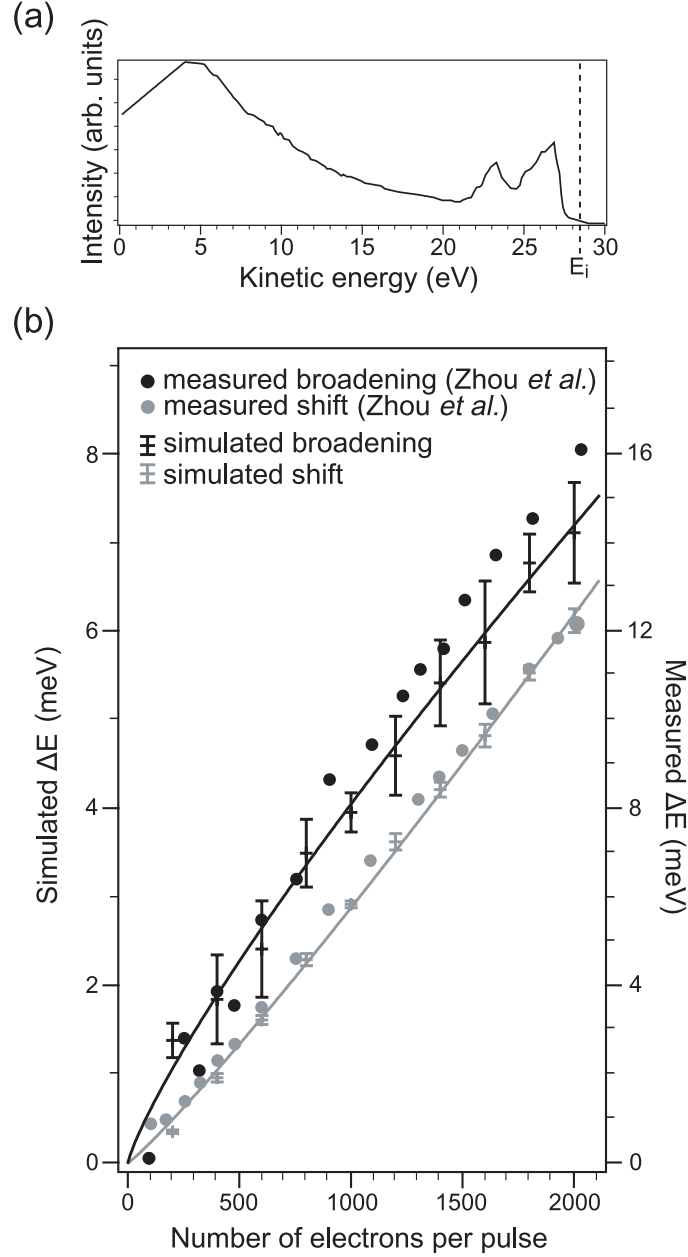 (a)
Intensity (arb. units)
0 5 10 15 20 25 30
Ei
Kinetic energy (eV)
(b)
measured broadening (Zhou et al.)
measured shift (Zhou et al.)
simulated broadening
simulated shift
8
6
4
2
0
Simulated ΔE (meV)
16
12
8
4
0
Measured ΔE (meV)
0 500 1000 1500 2000
Number of electrons per pulse